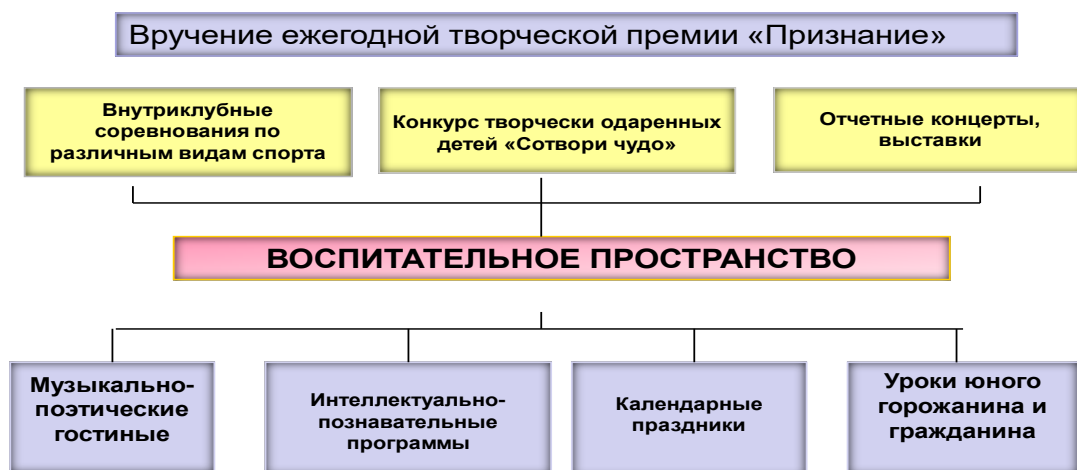 Вручение ежегодной творческой премии «Признание»
Внутриклубные
соревнования по
различным видам спорта
Конкурс творчески одаренных
детей «Сотвори чудо»
Отчетные концерты,
выставки
ВОСПИТАТЕЛЬНОЕ ПРОСТРАНСТВО
Музыкально-
поэтические
гостиные
Интеллектуально-
познавательные
программы
Календарные
праздники
Уроки юного
горожанина и
гражданина